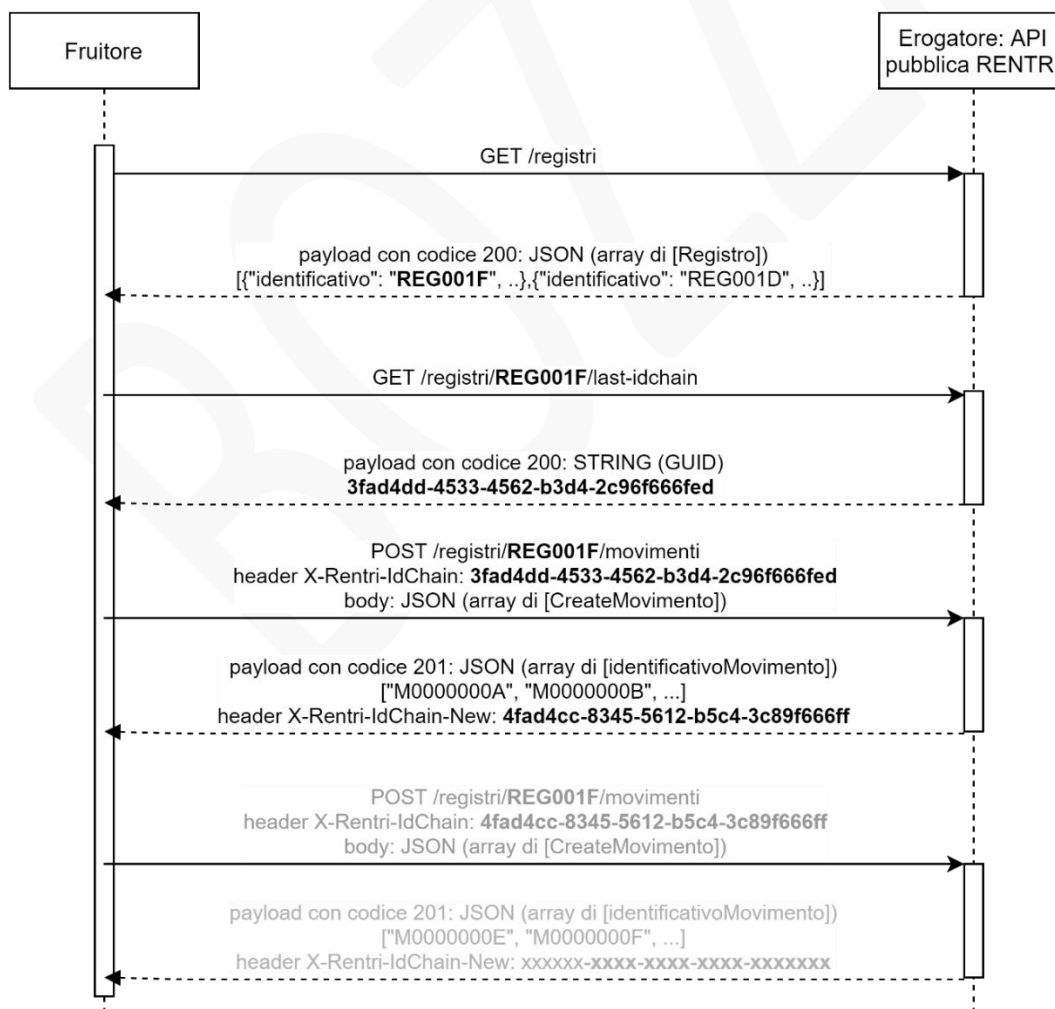 Fruitore
Erogatore: API
pubblica RENTR
GET /registri
payload con codice 200: JSON (array di [Registro])
[{"identificativo": "REG001F", ..},{"identificativo": "REG001D", ..}]
GET /registri/REG001F/last-idchain
payload con codice 200: STRING (GUID)
3fad4dd-4533-4562-b3d4-2c96f666fed
POST /registri/REG001F/movimenti
header X-Rentri-IdChain: 3fad4dd-4533-4562-b3d4-2c96f666fed
body: JSON (array di [CreateMovimento])
payload con codice 201: JSON (array di [identificativoMovimento])
["M0000000A", "M0000000B", ...]
header X-Rentri-IdChain-New: 4fad4cc-8345-5612-b5c4-3c89f666ff
POST /registri/REG001F/movimenti
header X-Rentri-IdChain: 4fad4cc-8345-5612-b5c4-3c89f666ff
body: JSON (array di [CreateMovimento])
payload con codice 201: JSON (array di [identificativoMovimento])
["M0000000E", "M0000000F", ...]
header X-Rentri-IdChain-New: xxxxxx-xxxx-xxxx-xxxx-xxxxxxx